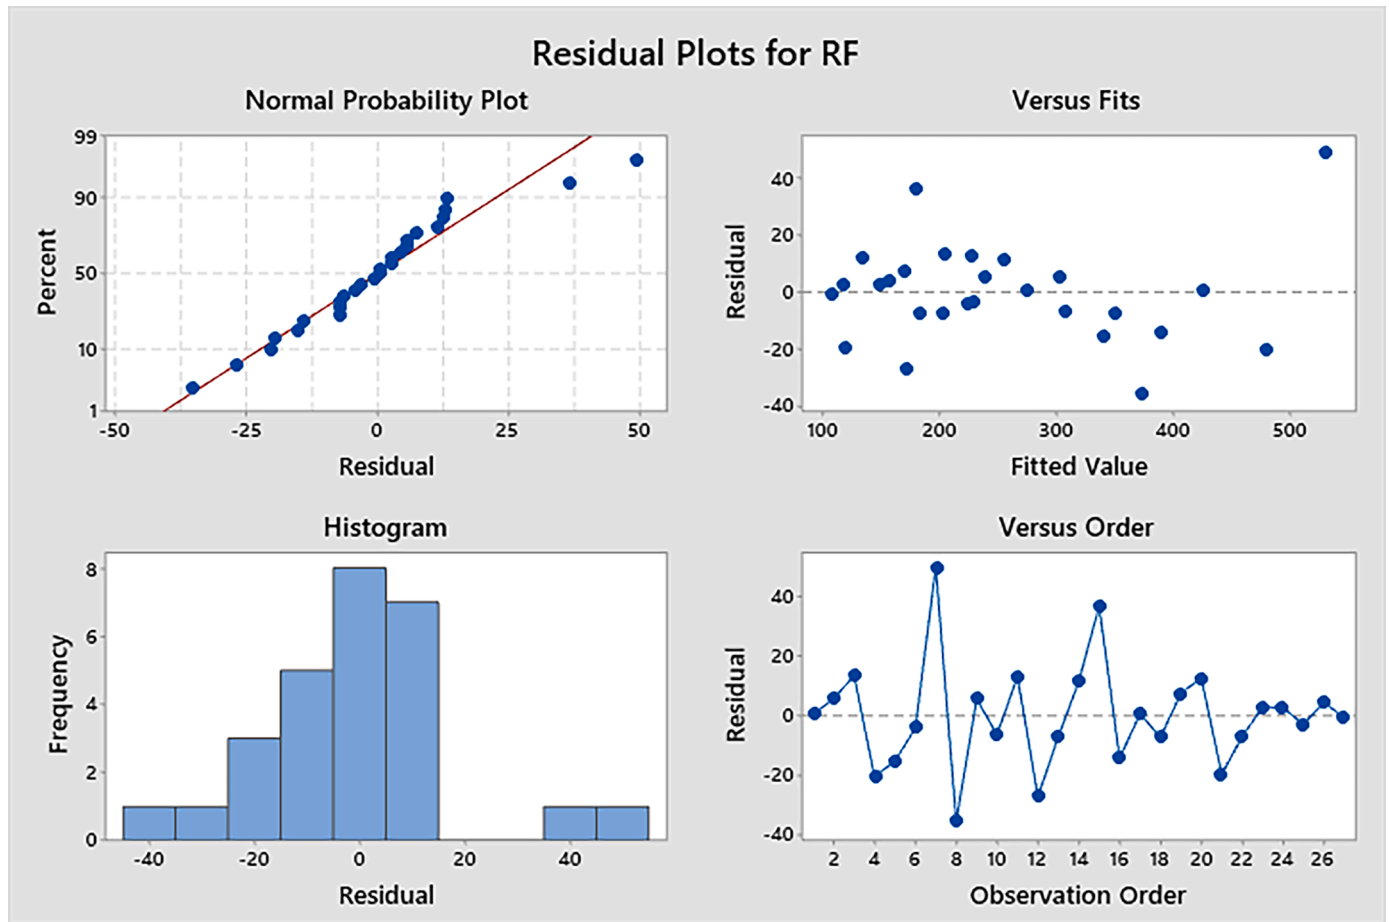 Residual Plots for RF
Normal Probability Plot
99
90
50
10
1
Percent
-50 -25 0 25 50
Residual
Versus Fits
40
20
0
-20
-40
Residual
100 200 300 400 500
Fitted Value
Histogram
8
6
4
2
0
Frequency
-40 -20 0 20 40
Residual
Versus Order
40
20
0
-20
-40
Residual
2 4 6 8 10 12 14 16 18 20 22 24 26
Observation Order